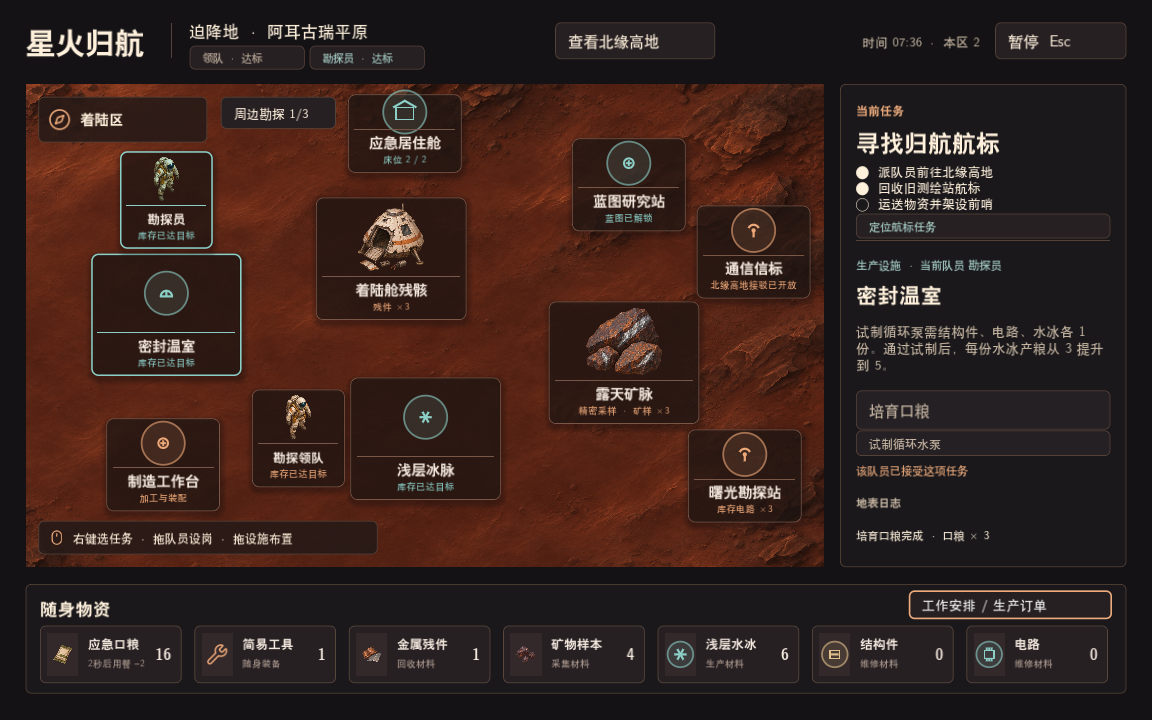 星火归航
迫降地 · 阿耳古瑞平原
领队 · 达标
勘探员 · 达标
查看北缘高地
时间 07:36 · 本区 2
暂停 Esc
着陆区
周边勘探 1/3
应急居住舱
床位 2 / 2
勘探员
库存已达目标
密封温室
库存已达目标
着陆舱残骸
残件 ×3
蓝图研究站
蓝图已解锁
通信信标
北缘高地接驳已开放
露天矿脉
精密采样 · 矿样 ×3
制造工作台
加工与装配
勘探领队
库存已达目标
浅层冰脉
库存已达目标
曙光勘探站
库存电路 ×3
右键选任务 · 拖队员设岗 · 拖设施布置
当前任务
寻找归航航标
派队员前往北缘高地
回收旧测绘站航标
运送物资并架设前哨
定位航标任务
生产设施 · 当前队员 勘探员
密封温室
试制循环泵需结构件、电路、水冰各 1
份。通过试制后，每份水冰产粮从 3 提升
到 5。
培育口粮
试制循环水泵
该队员已接受这项任务
地表日志
培育口粮完成 · 口粮 × 3
随身物资
工作安排 / 生产订单
应急口粮
2秒后用餐 −2
16
简易工具
随身装备
1
金属残件
回收材料
1
矿物样本
采集材料
4
浅层水冰
生产材料
6
结构件
维修材料
0
电路
维修材料
0